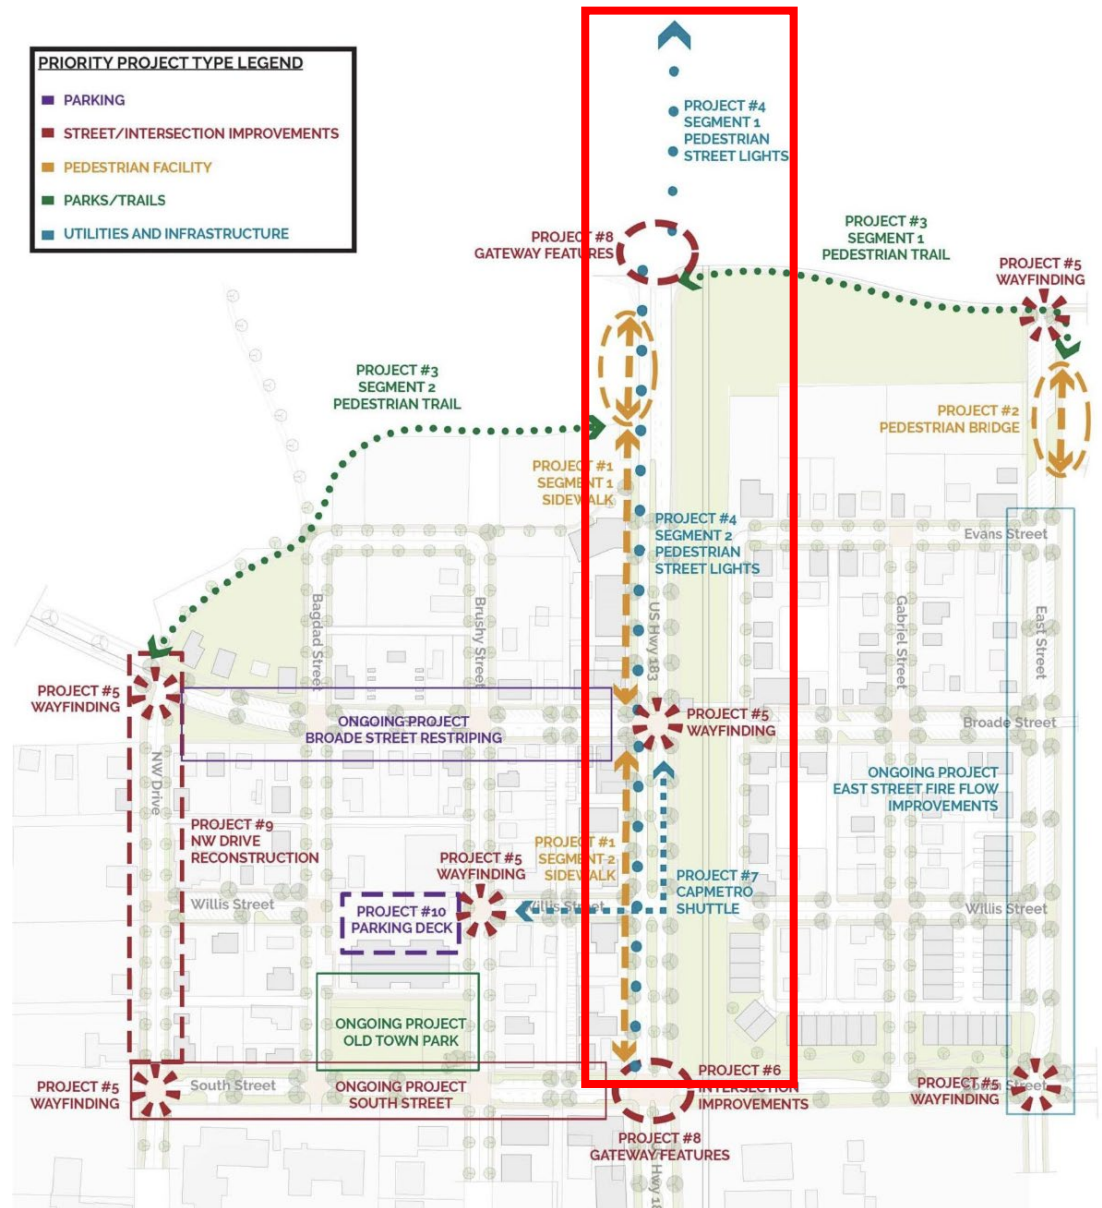 PRIORITY PROJECT TYPE LEGEND
PARKING
STREET/INTERSECTION IMPROVEMENTS
PEDESTRIAN FACILITY
PARKS/TRAILS
UTILITIES AND INFRASTRUCTURE
PROJECT #4
SEGMENT 1
PEDESTRIAN
STREET LIGHTS
PROJECT #8
GATEWAY FEATURES
PROJECT #3
SEGMENT 1
PEDESTRIAN TRAIL
PROJECT #5
WAYFINDING
PROJECT #3
SEGMENT 2
PEDESTRIAN TRAIL
PROJECT #2
PEDESTRIAN BRIDGE
PROJECT #1
SEGMENT 1
SIDEWALK
PROJECT #4
SEGMENT 2
PEDESTRIAN
STREET LIGHTS
Evans Street
Bagdad Street
Brushy Street
US Hwy 183
Gabriel Street
East Street
PROJECT #5
WAYFINDING
ONGOING PROJECT
BROADE STREET RESTRIPING
PROJECT #5
WAYFINDING
Broade Street
NW Drive
ONGOING PROJECT
EAST STREET FIRE FLOW
IMPROVEMENTS
PROJECT #9
NW DRIVE
RECONSTRUCTION
PROJECT #5
WAYFINDING
PROJECT #1
SEGMENT 2
SIDEWALK
PROJECT #7
CAPMETRO
SHUTTLE
Willis Street
PROJECT #10
PARKING DECK
Willis Street
Willis Street
ONGOING PROJECT
OLD TOWN PARK
PROJECT #5
WAYFINDING
South Street
ONGOING PROJECT
SOUTH STREET
PROJECT #6
INTERSECTION
IMPROVEMENTS
PROJECT #5
WAYFINDING
South Street
PROJECT #8
GATEWAY FEATURES